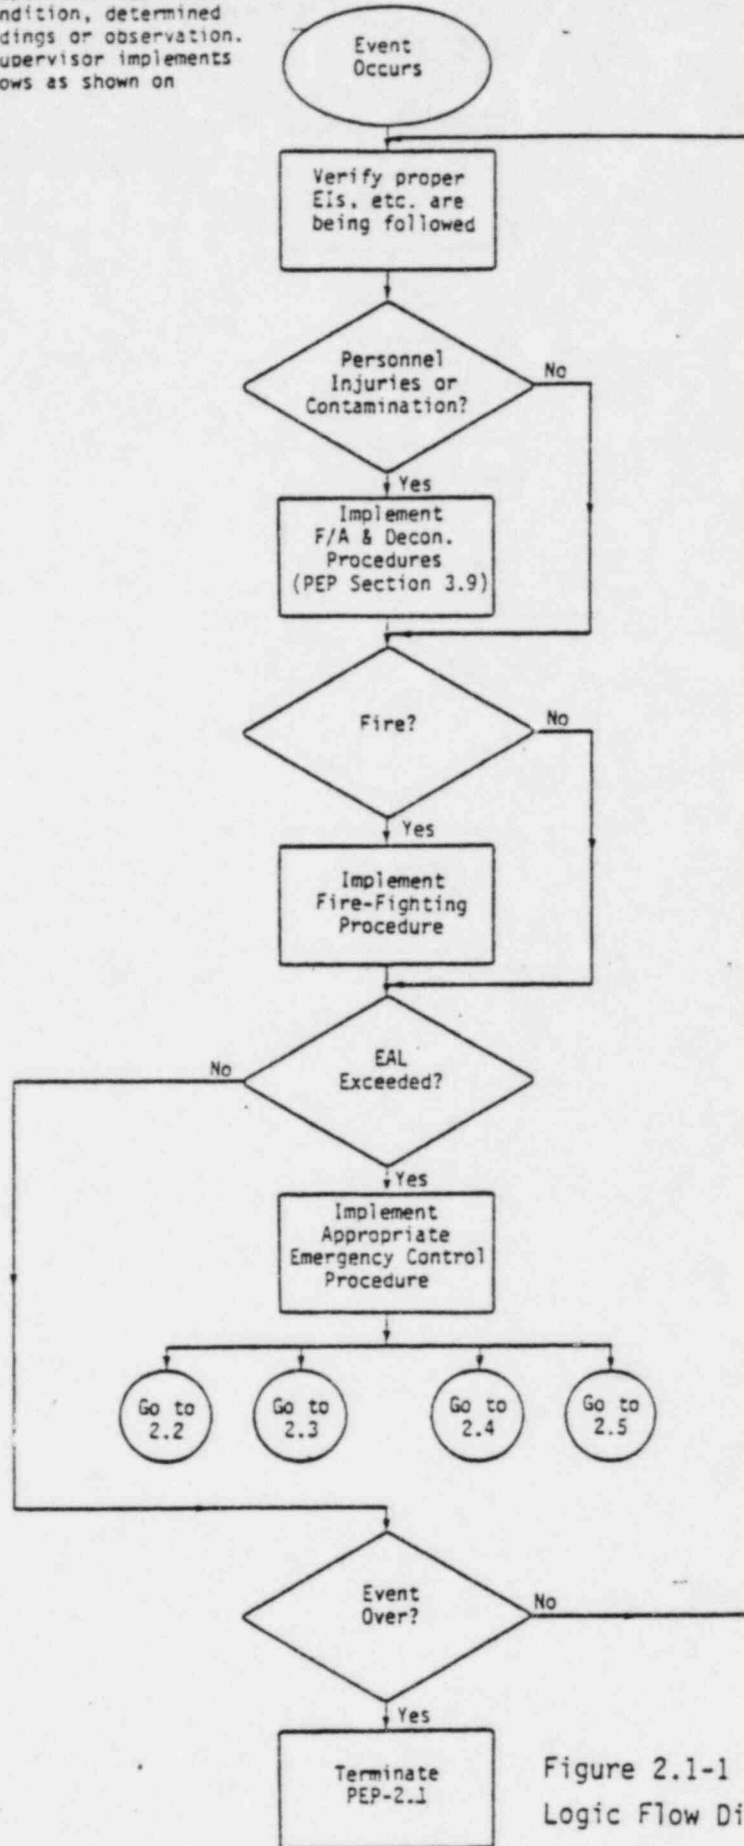 ndition, determined
dings or observation.
upervisor implements
ows as shown on
Event
Occurs
Verify proper
EIs, etc. are
being followed
Personnel
Injuries or
Contamination?
No
Yes
Implement
F/A & Decon.
Procedures
(PEP Section 3.9)
Fire?
No
Yes
Implement
Fire-Fighting
Procedure
EAL
Exceeded?
No
Yes
Implement
Appropriate
Emergency Control
Procedure
Go to
2.2
Go to
2.3
Go to
2.4
Go to
2.5
Event
Over?
No
Yes
Terminate
PEP-2.1
Figure 2.1-1
Logic Flow Di